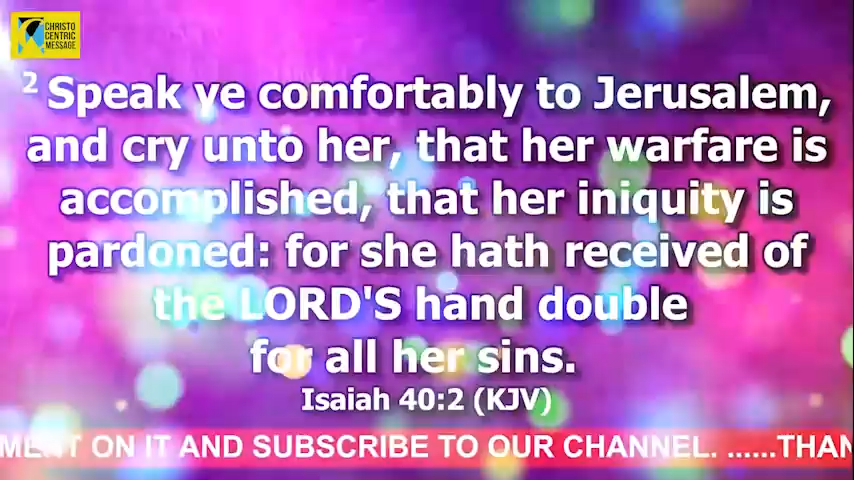 CHRISTO
CENTRIC
MESSAGE
2 Speak ye comfortably to Jerusalem,
and cry unto her, that her warfare is
accomplished, that her iniquity is
pardoned: for she hath received of
the LORD'S hand double
for all her sins.
Isaiah 40:2 (KJV)
ON IT AND SUBSCRIBE TO OUR CHANNEL. ......